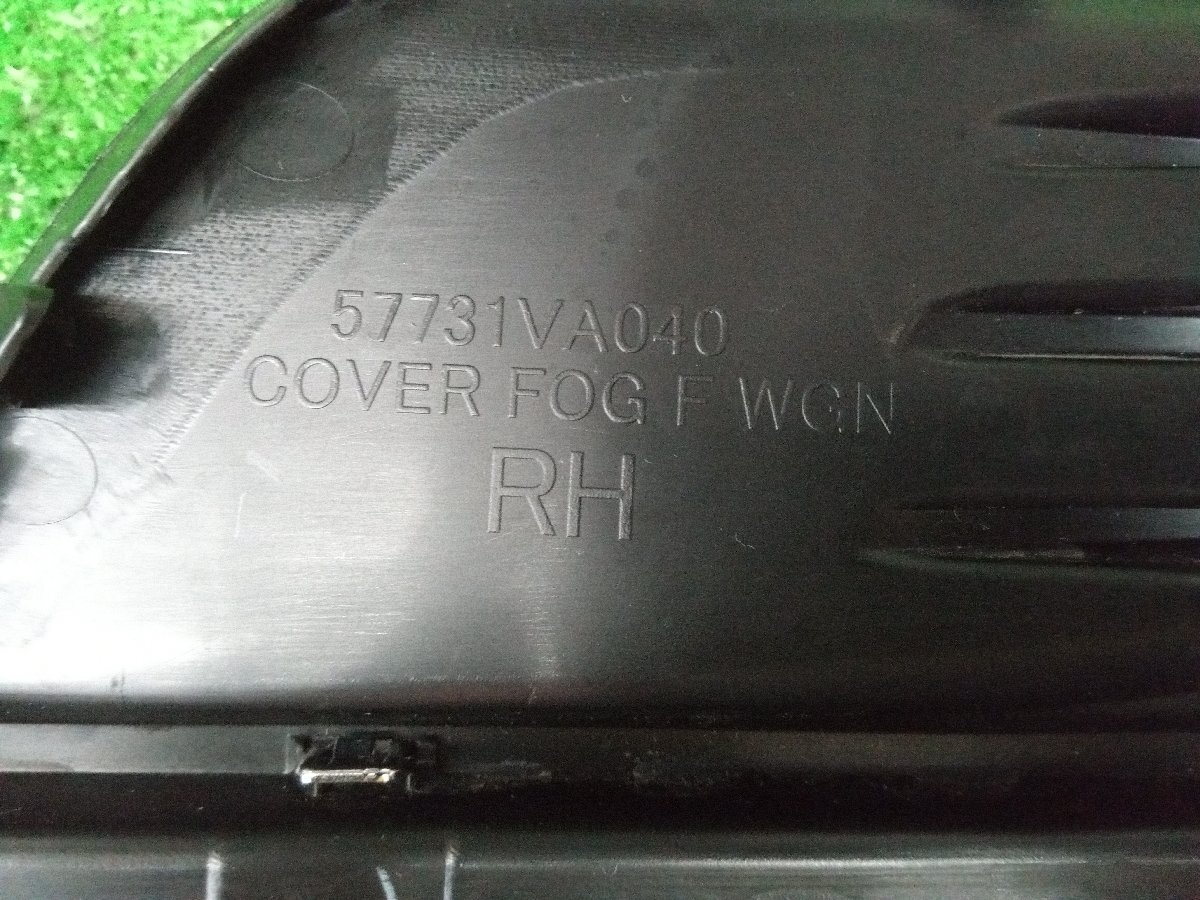 57731VA040
COVER FOG F WGN
RH